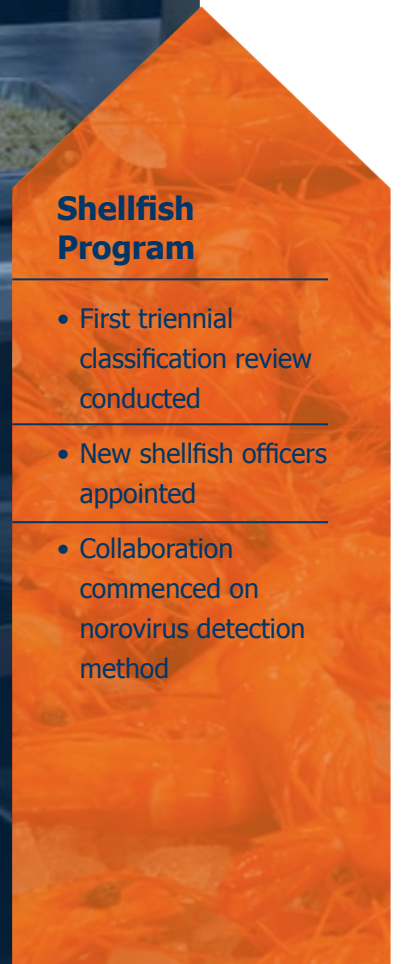 Shellfish
Program
• First triennial
classification review
conducted
• New shellfish officers
appointed
• Collaboration
commenced on
norovirus detection
method